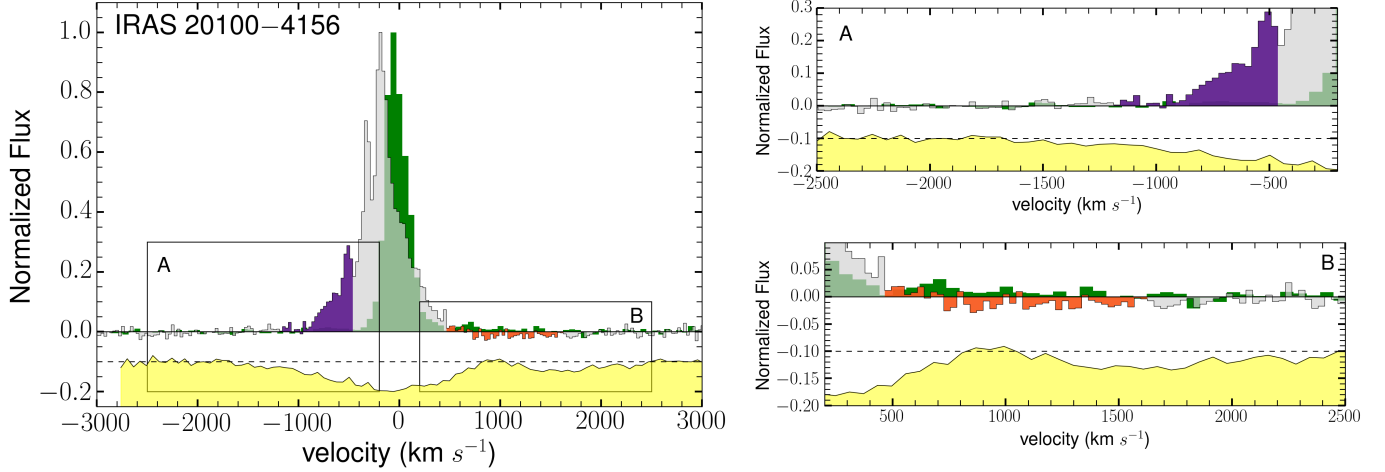 IRAS 20100−4156
Normalized Flux
1.0
0.8
0.6
0.4
0.2
0.0
−0.2
A
B
−3000 −2000 −1000 0 1000 2000 3000
velocity (km s⁻¹)
Normalized Flux
A
0.3
0.2
0.1
0.0
−0.1
−0.2
−2500 −2000 −1500 −1000 −500
velocity (km s⁻¹)
Normalized Flux
B
0.05
0.00
−0.05
−0.10
−0.15
−0.20
500 1000 1500 2000 2500
velocity (km s⁻¹)